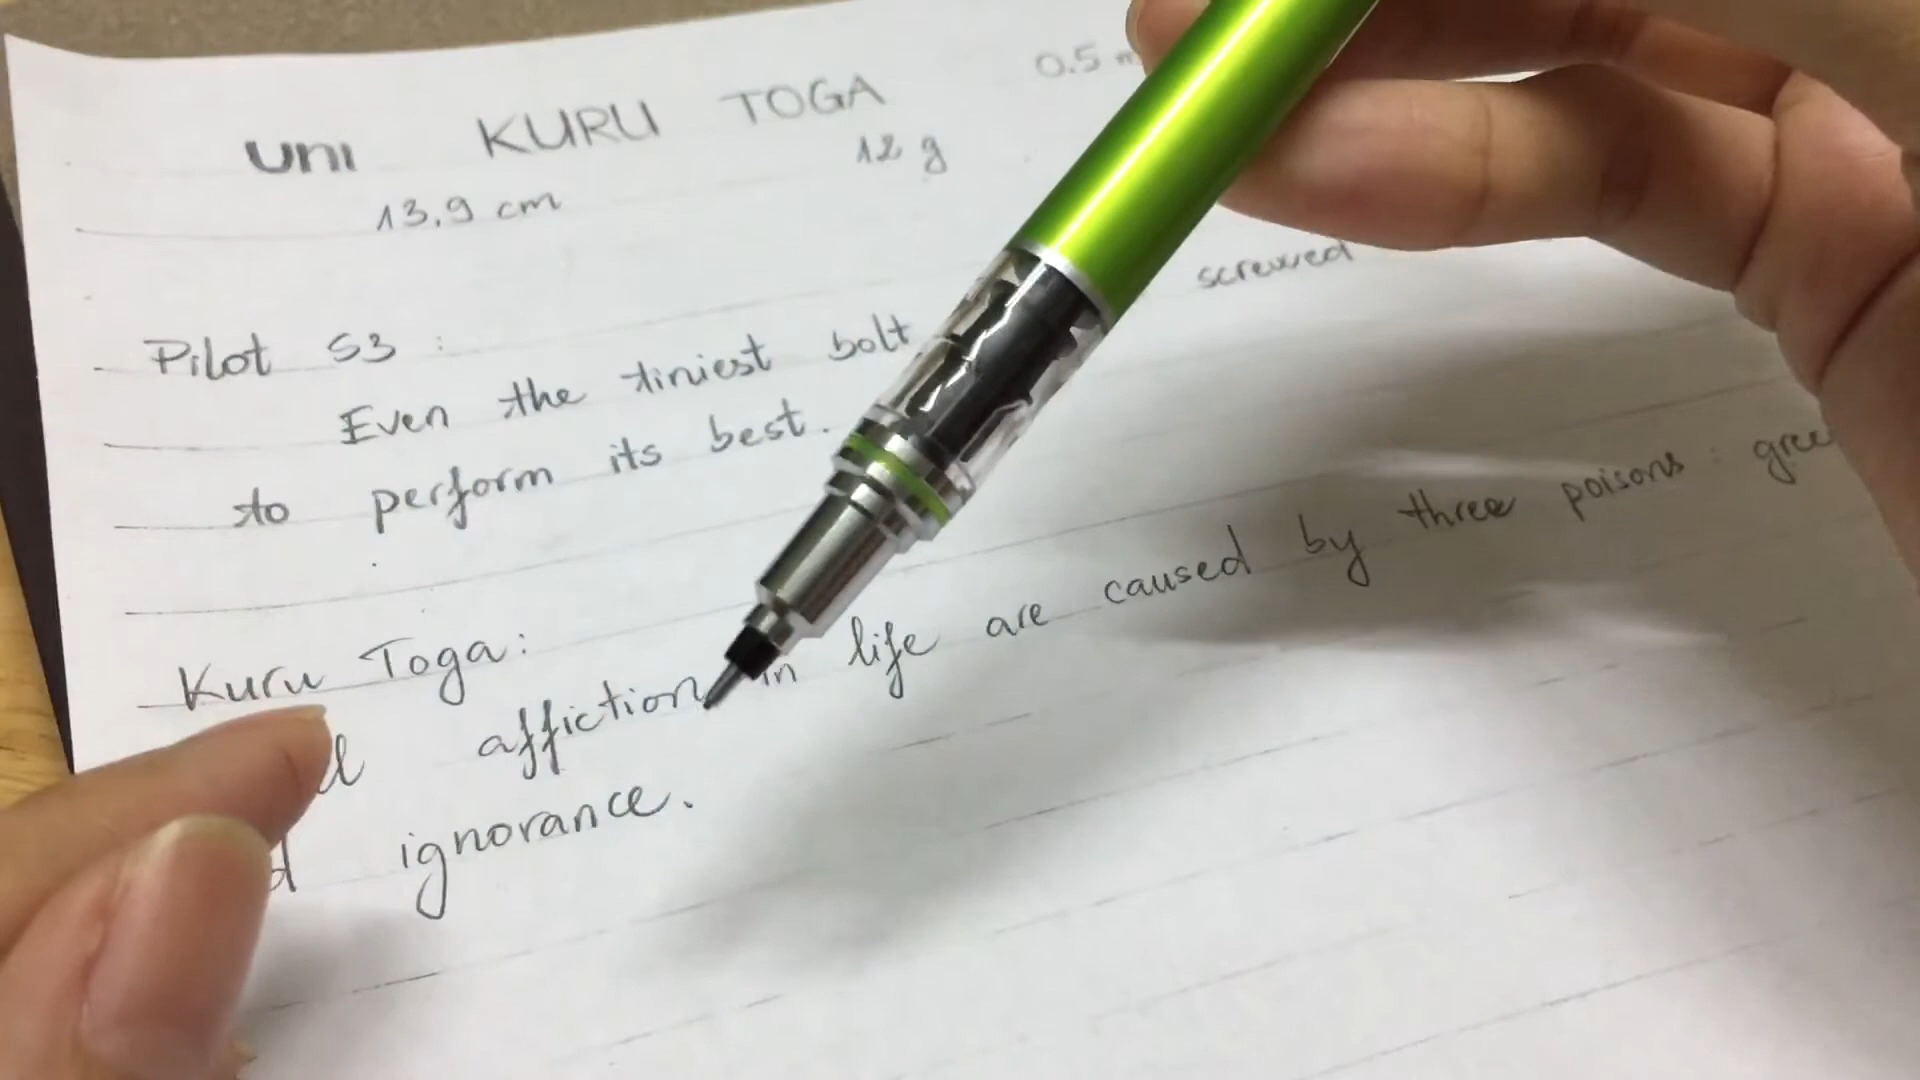 uni KURU TOGA 0.5
13.9 cm 12 g
Pilot S3 :
Even the tiniest bolt screwed
to perform its best.
Kuru Toga:
affiction in life are caused by three poisons : gree
ignorance.